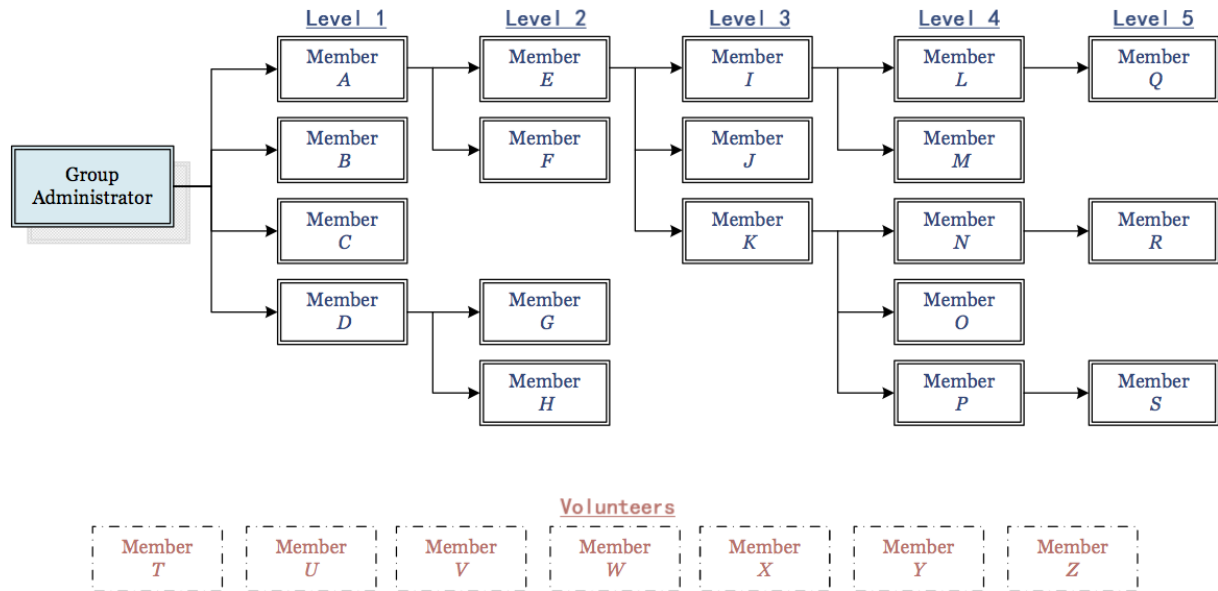 Level 1
Level 2
Level 3
Level 4
Level 5
Member
A
Member
E
Member
I
Member
L
Member
Q
Member
B
Member
F
Member
J
Member
M
Group
Administrator
Member
C
Member
K
Member
N
Member
R
Member
D
Member
G
Member
O
Member
H
Member
P
Member
S
Volunteers
Member
T
Member
U
Member
V
Member
W
Member
X
Member
Y
Member
Z